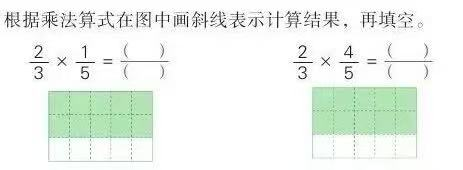 根据乘法算式在图中画斜线表示计算结果，再填空。
2/3 × 1/5 = ( )/( )    2/3 × 4/5 = ( )/( )